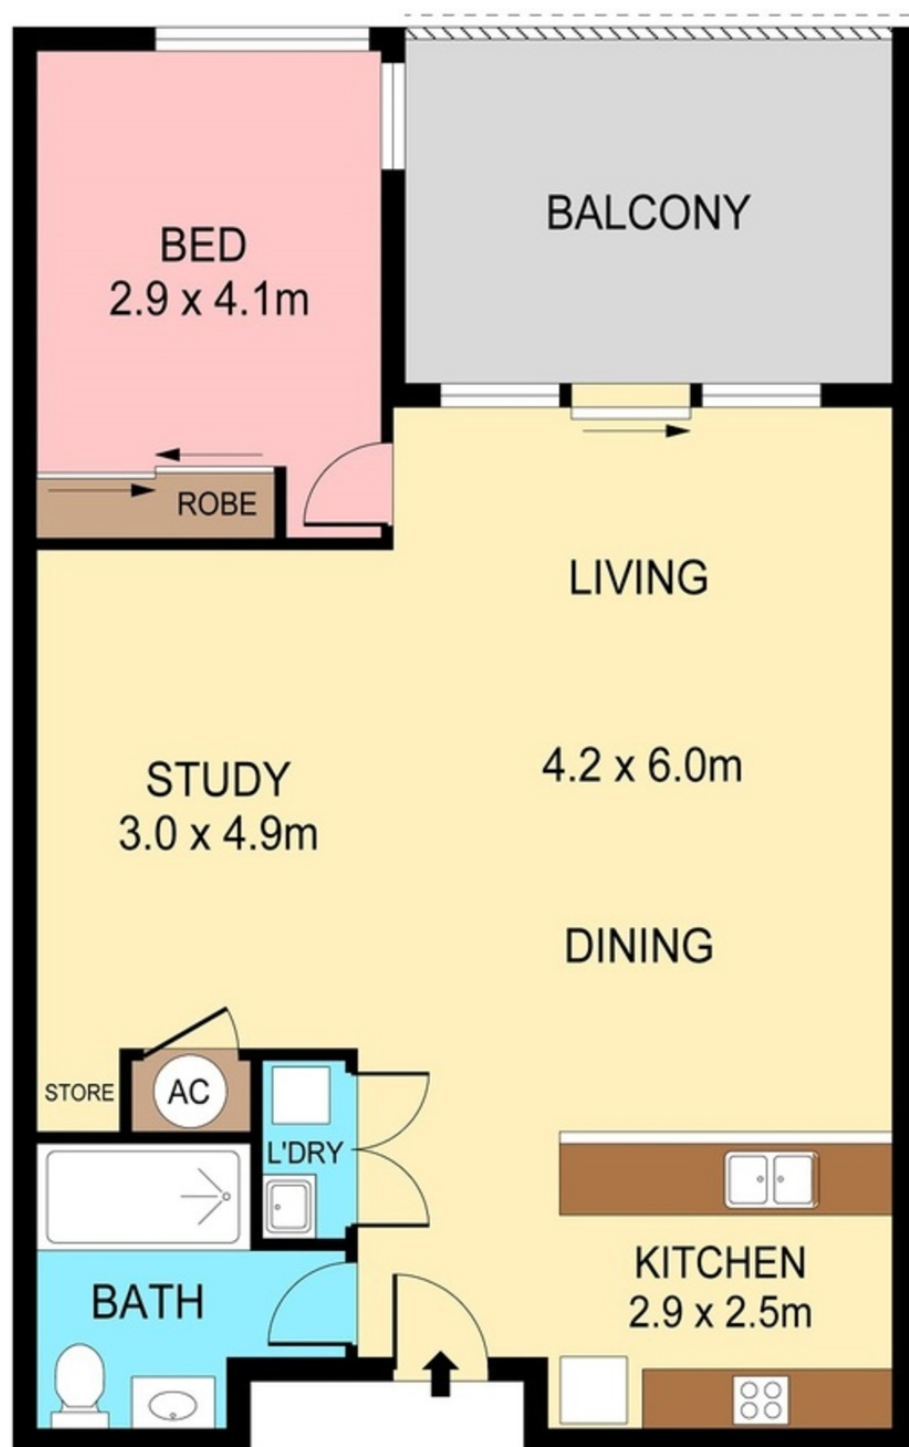 BALCONY
BED
2.9 x 4.1m
ROBE
LIVING
4.2 x 6.0m
STUDY
3.0 x 4.9m
DINING
STORE
AC
L'DRY
KITCHEN
2.9 x 2.5m
BATH